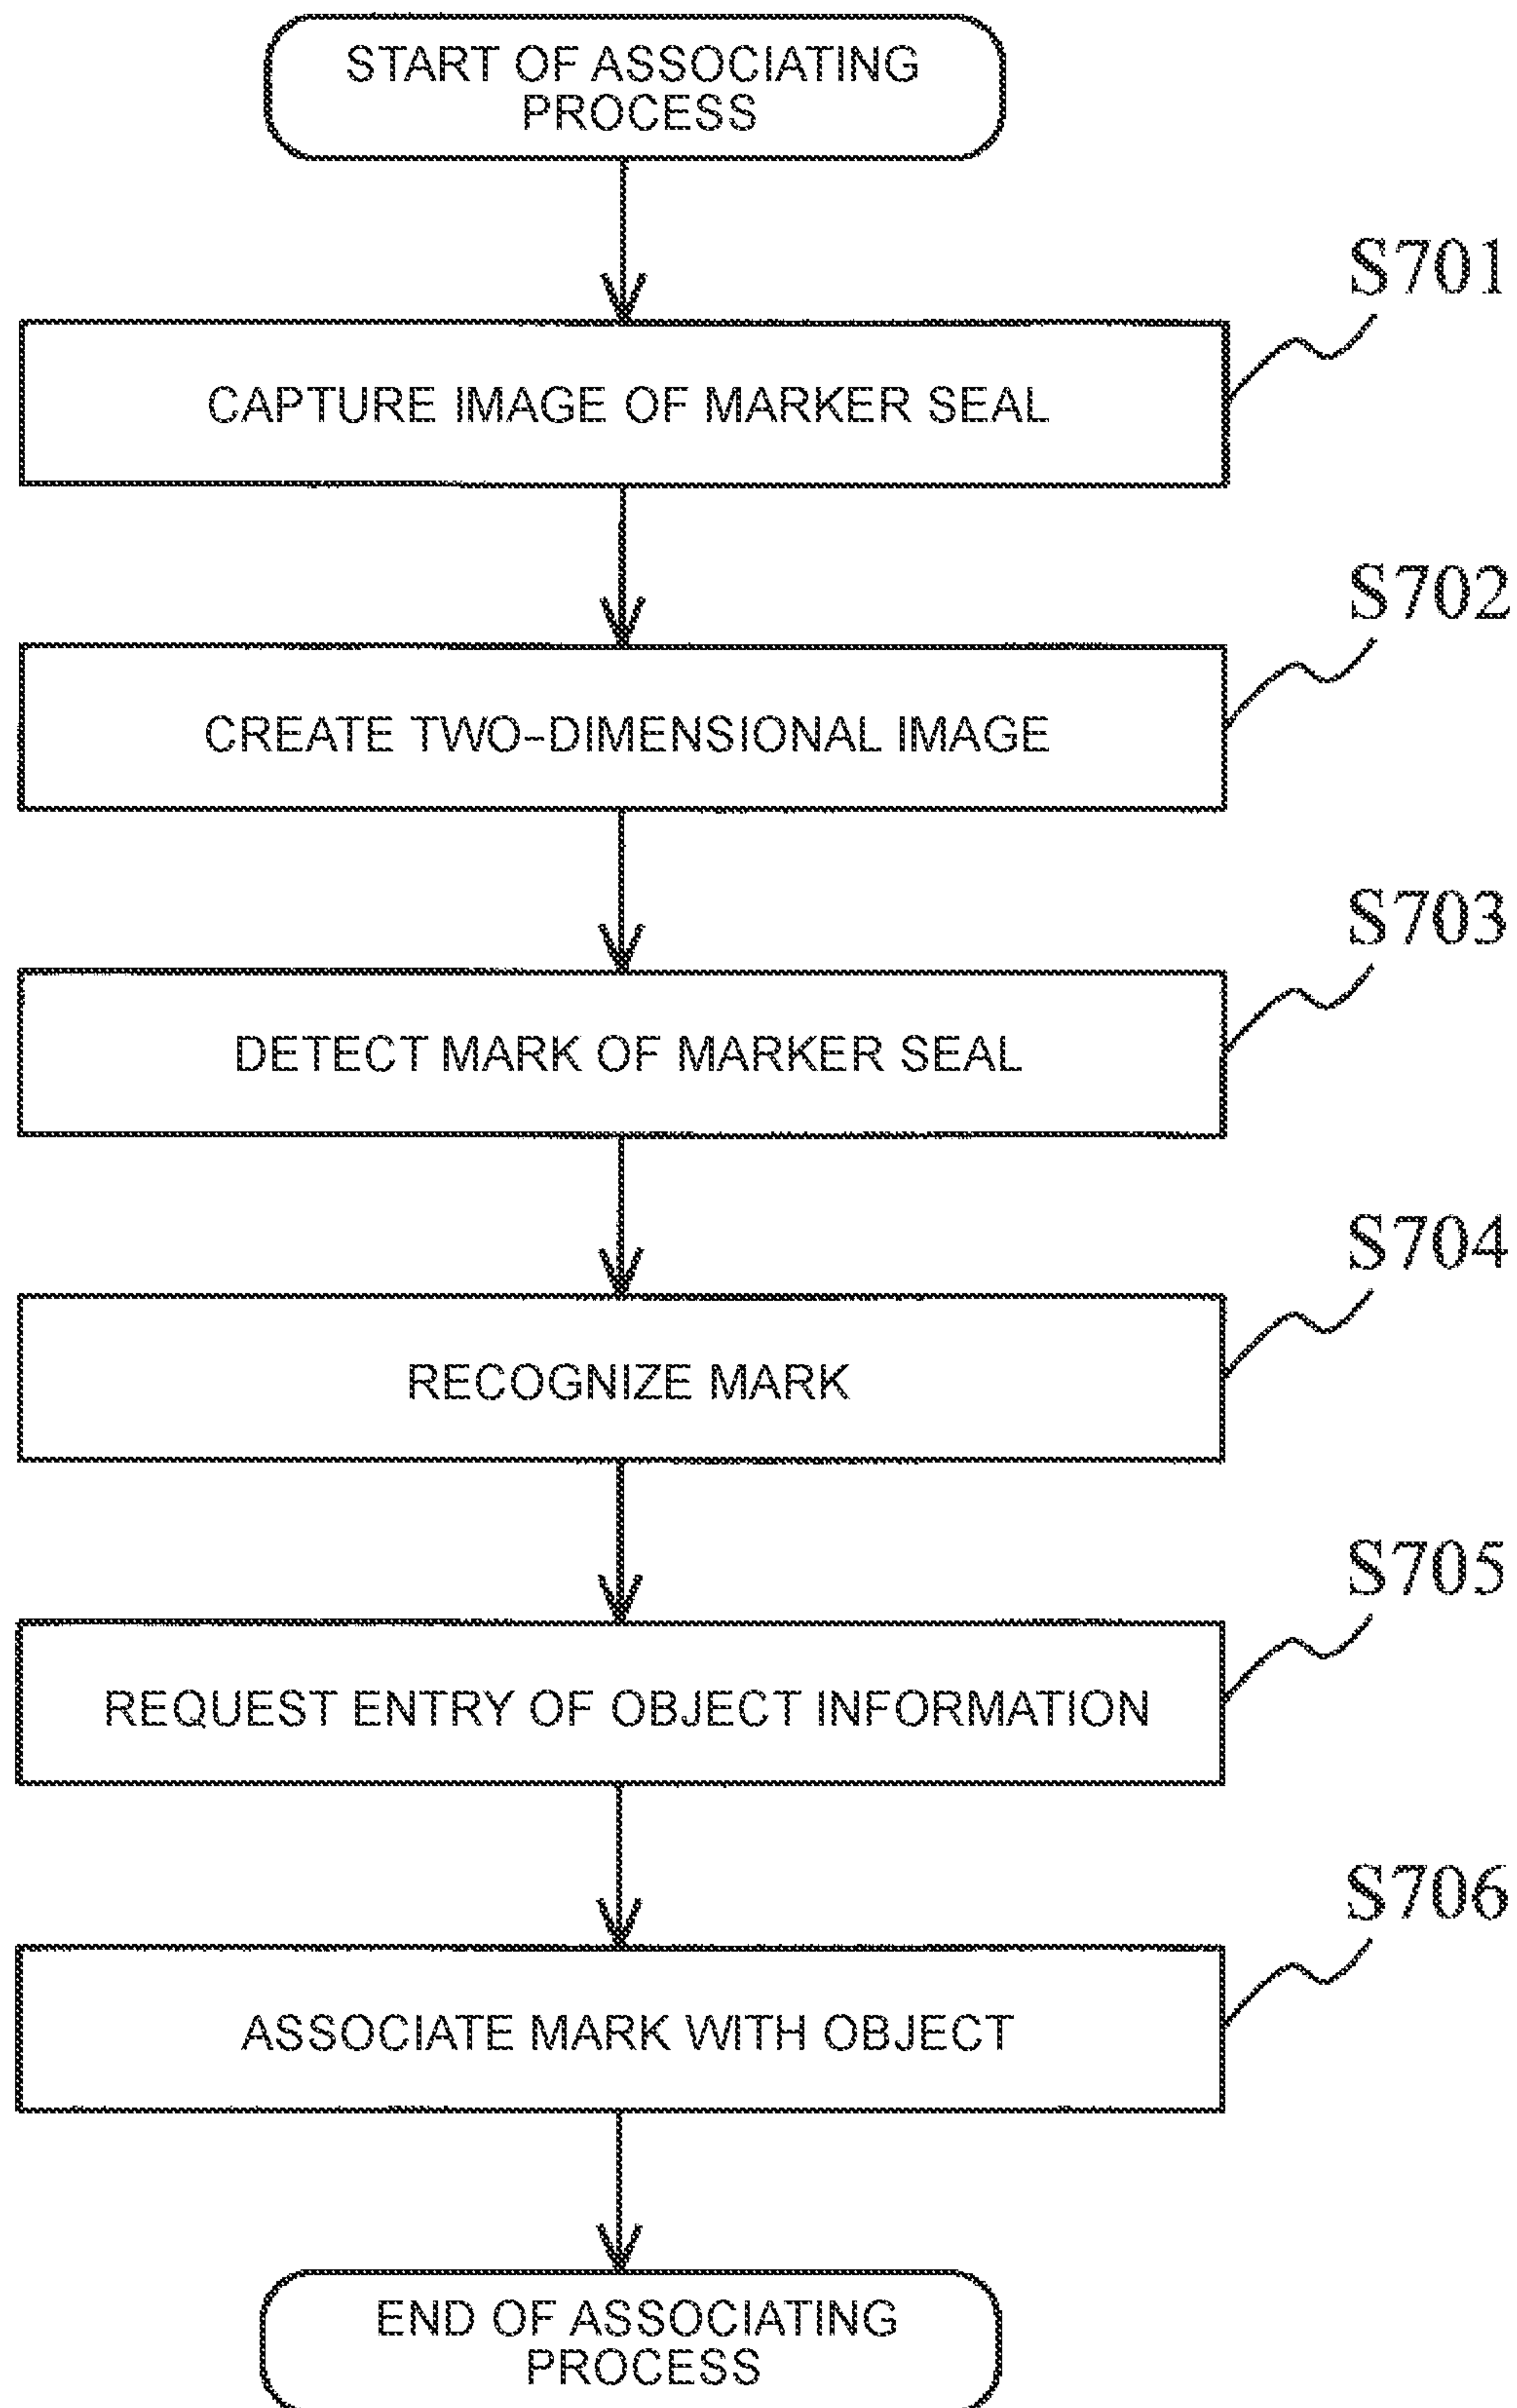 START OF ASSOCIATING
PROCESS
S701
CAPTURE IMAGE OF MARKER SEAL
S702
CREATE TWO-DIMENSIONAL IMAGE
S703
DETECT MARK OF MARKER SEAL
S704
RECOGNIZE MARK
S705
REQUEST ENTRY OF OBJECT INFORMATION
S706
ASSOCIATE MARK WITH OBJECT
END OF ASSOCIATING
PROCESS